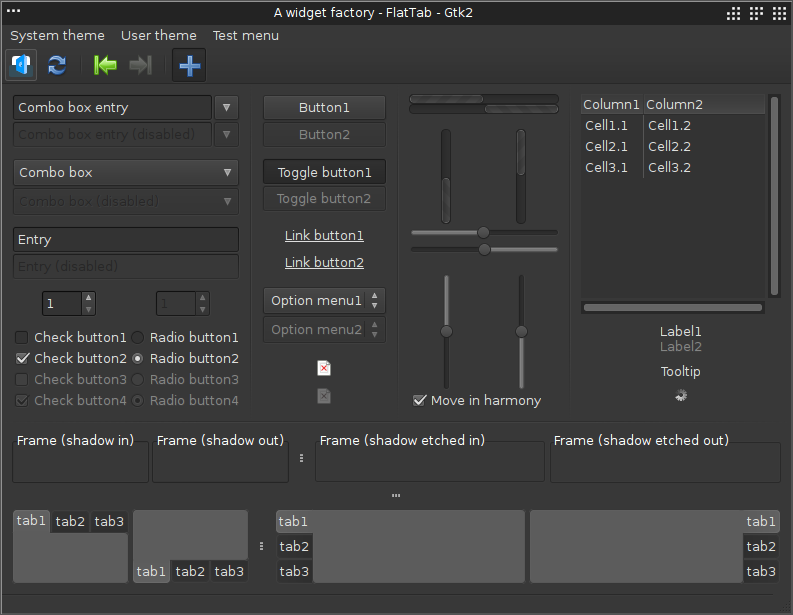 A widget factory - FlatTab - Gtk2
System theme User theme Test menu
Combo box entry
Combo box entry (disabled)
Combo box
Combo box (disabled)
Entry
Entry (disabled)
1 1
Check button1 Radio button1
Check button2 Radio button2
Check button3 Radio button3
Check button4 Radio button4
Button1
Button2
Toggle button1
Toggle button2
Link button1
Link button2
Option menu1
Option menu2
Move in harmony
Column1 Column2
Cell1.1 Cell1.2
Cell2.1 Cell2.2
Cell3.1 Cell3.2
Label1
Label2
Tooltip
Frame (shadow in) Frame (shadow out) Frame (shadow etched in) Frame (shadow etched out)
tab1 tab2 tab3
tab1 tab2 tab3
tab1
tab2
tab3
tab1
tab2
tab3